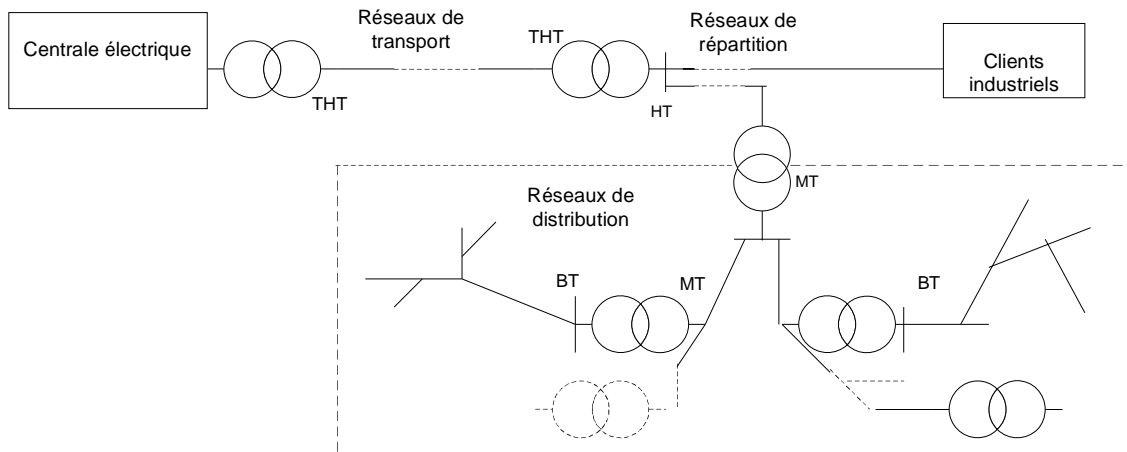 Centrale électrique
THT
Réseaux de
transport
THT
Réseaux de
répartition
HT
Clients
industriels
MT
Réseaux de
distribution
BT
MT
BT